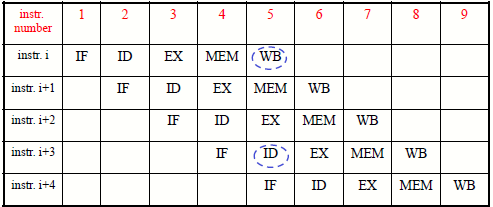 instr. number 1 2 3 4 5 6 7 8 9
instr. i IF ID EX MEM WB
instr. i+1 IF ID EX MEM WB
instr. i+2 IF ID EX MEM WB
instr. i+3 IF ID EX MEM WB
instr. i+4 IF ID EX MEM WB